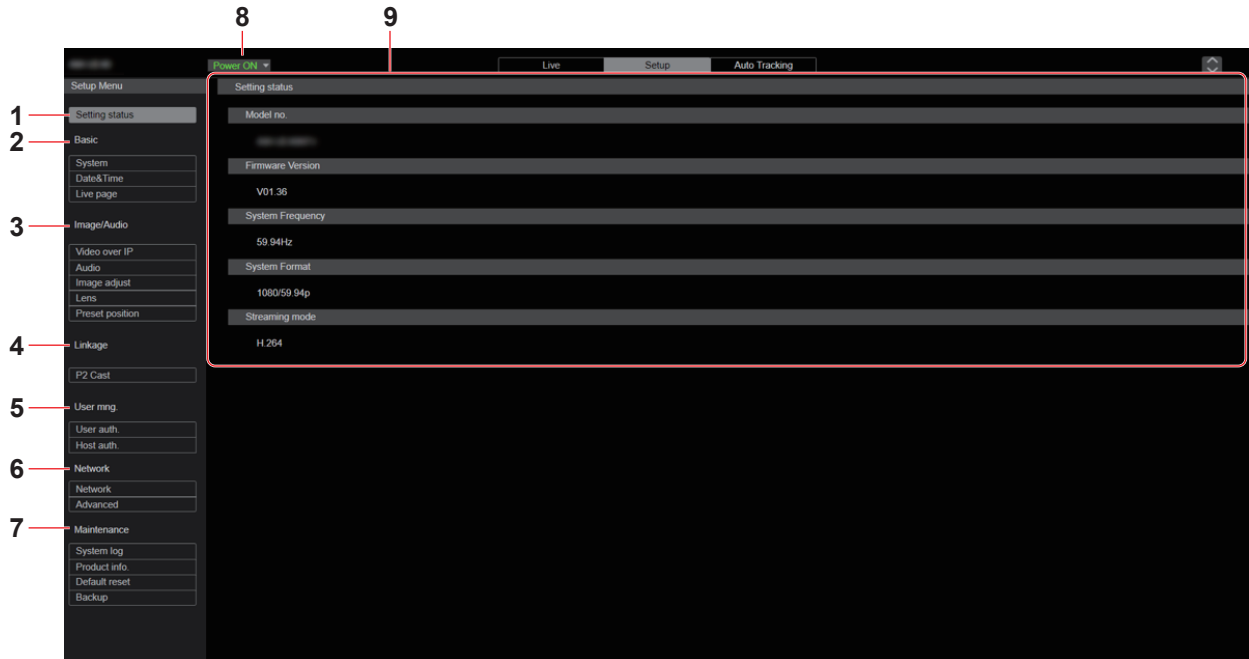 8 9
Power ON Live Setup Auto Tracking
Setup Menu Setting status
1 Setting status Model no.
2 Basic
System Firmware Version
Date&Time
Live page V01.36
System Frequency
3 Image/Audio
59.94Hz
Video over IP
Audio System Format
Image adjust
Lens 1080/59.94p
Preset position Streaming mode
4 Linkage H.264
P2 Cast
5 User mng.
User auth.
Host auth.
6 Network
Network
Advanced
7 Maintenance
System log
Product info.
Default reset
Backup